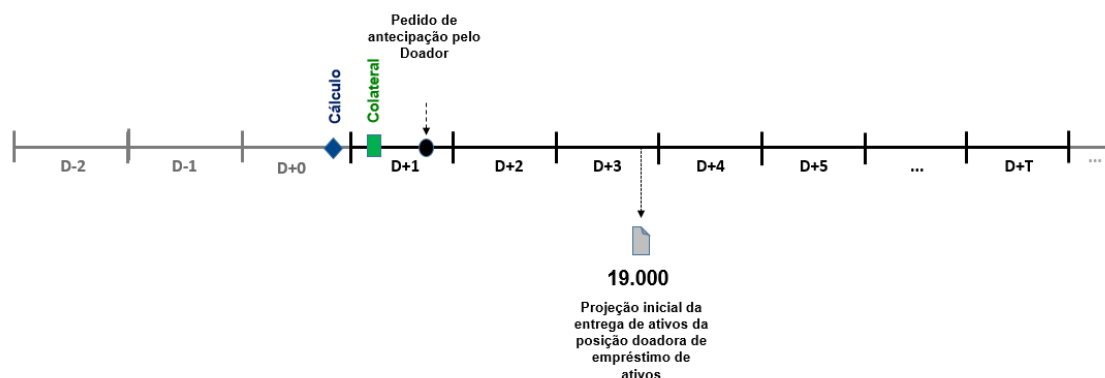 Pedido de
antecipação pelo
Doador
Cálculo
Colateral
D-2
D-1
D+0
D+1
D+2
D+3
D+4
D+5
...
D+T
...
19.000
Projeção inicial da
entrega de ativos da
posição doadora de
empréstimo de
ativos